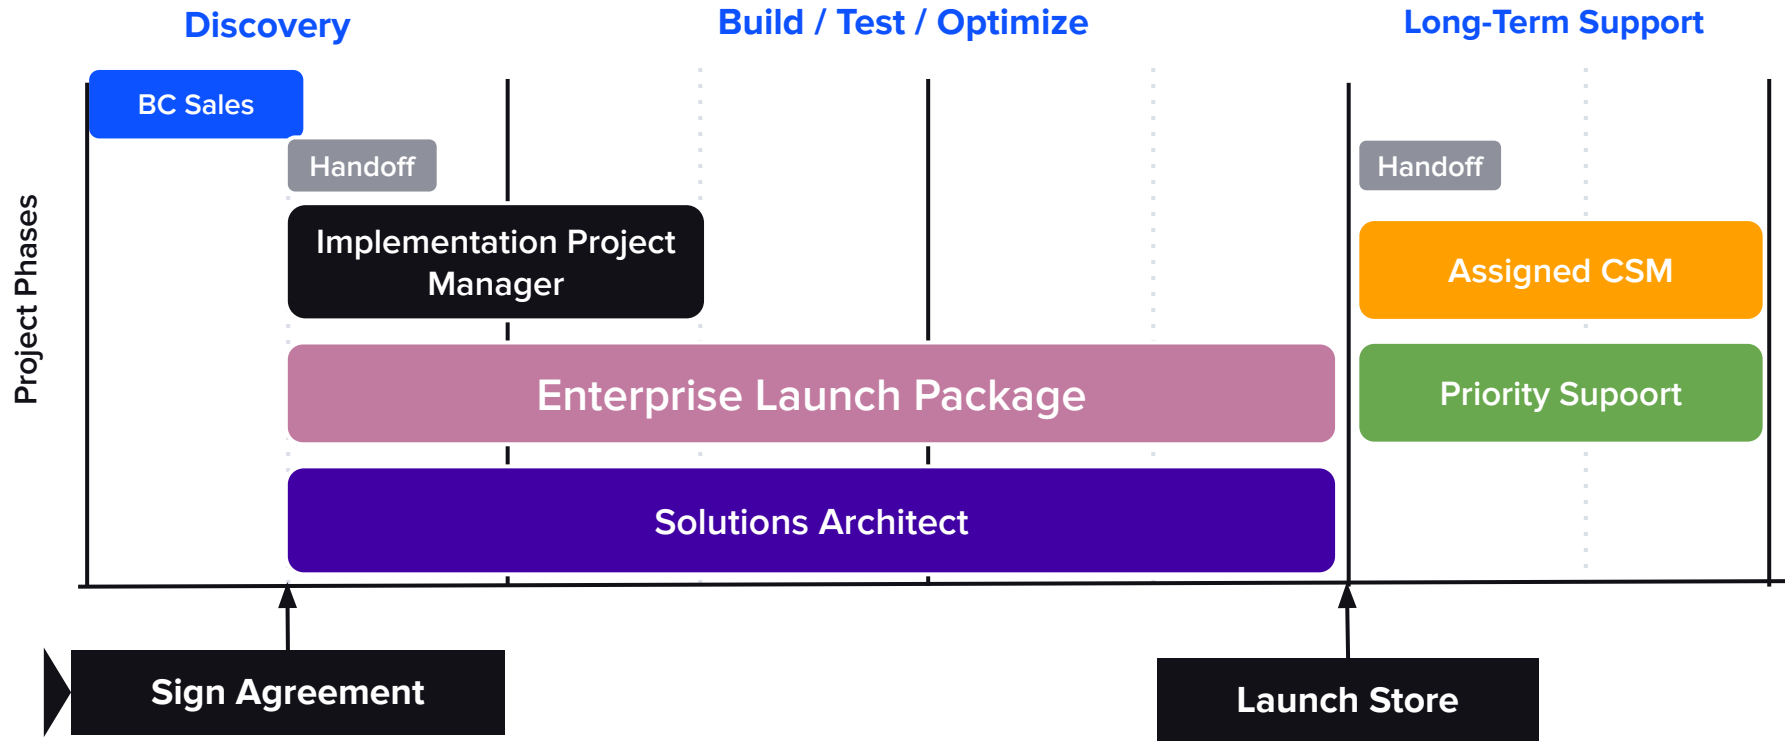 Discovery
Build / Test / Optimize
Long-Term Support
BC Sales
Handoff
Handoff
Project Phases
Implementation Project
Manager
Assigned CSM
Enterprise Launch Package
Priority Supoort
Solutions Architect
Sign Agreement
Launch Store